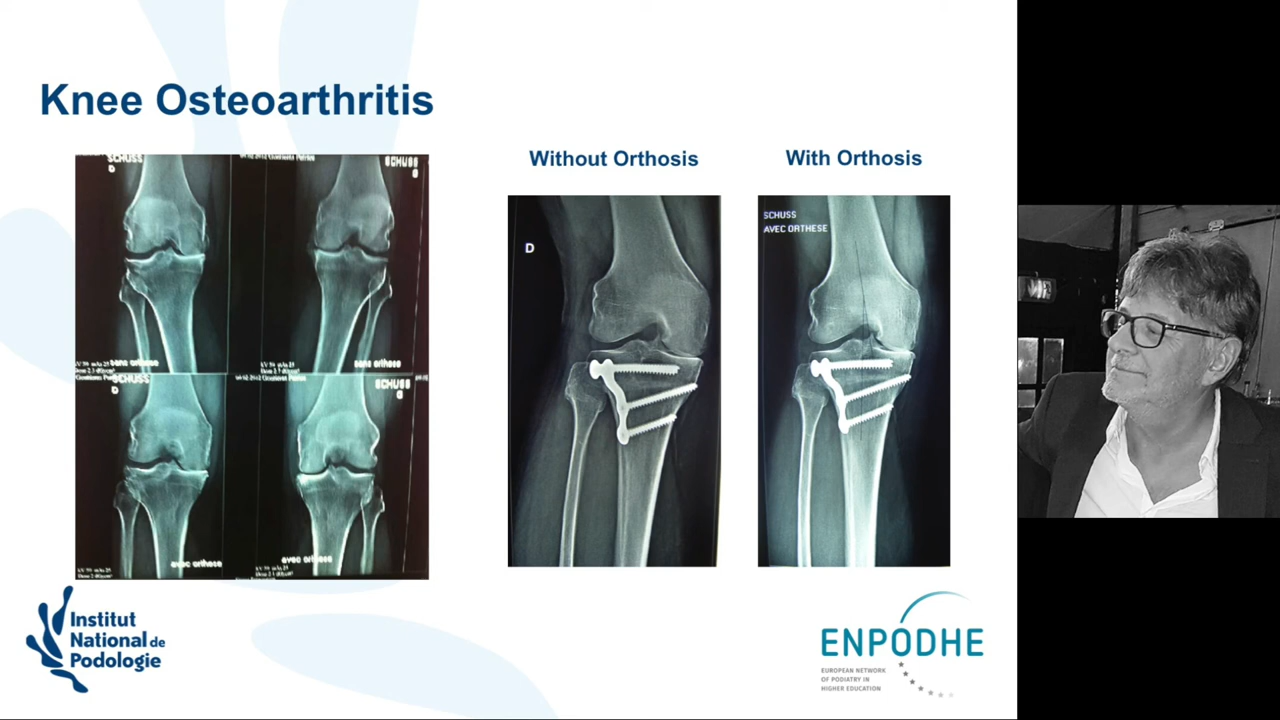 Knee Osteoarthritis
SCHUSS
D
SCHUSS
G
sans orthese
sans orthese
SCHUSS
D
SCHUSS
G
avec orthese
avec orthese
Without Orthosis
D
With Orthosis
SCHUSS
AVEC ORTHESE
Institut
National de
Podologie
ENPODHE
EUROPEAN NETWORK
OF PODIATRY IN
HIGHER EDUCATION